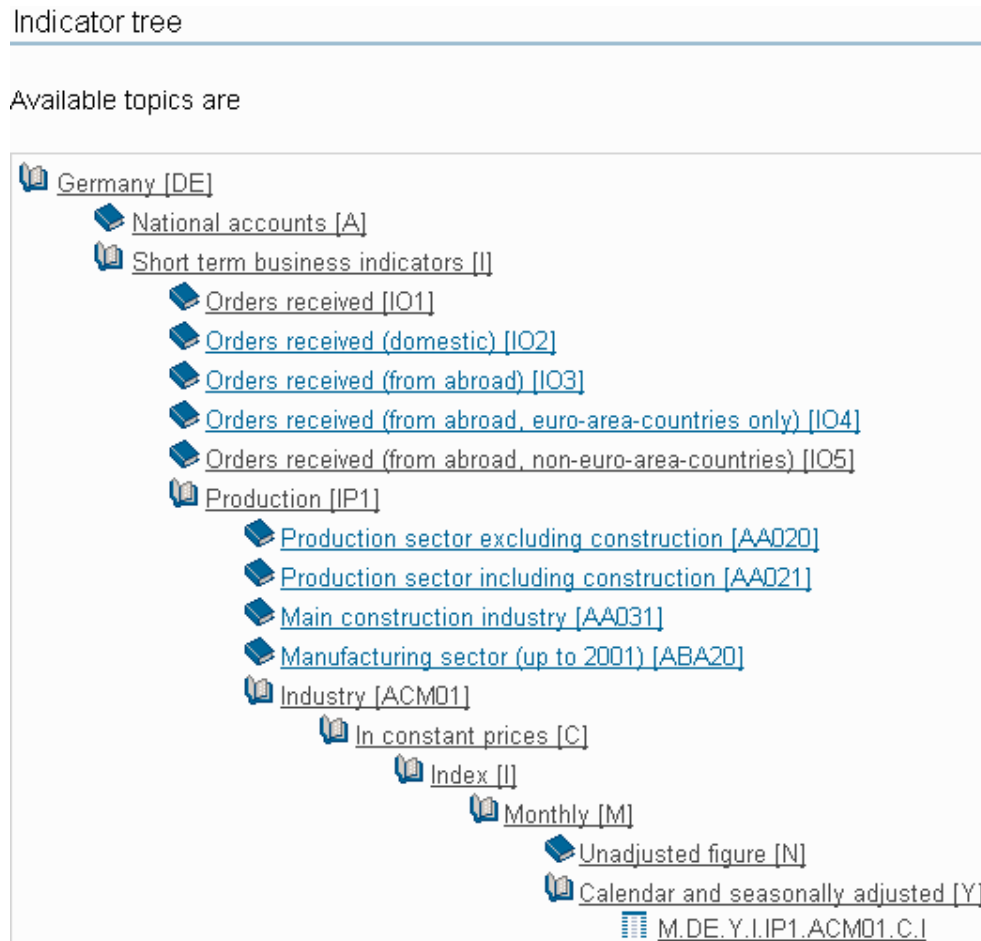 Indicator tree
Available topics are
Germany [DE]
National accounts [A]
Short term business indicators [I]
Orders received [IO1]
Orders received (domestic) [IO2]
Orders received (from abroad) [IO3]
Orders received (from abroad, euro-area-countries only) [IO4]
Orders received (from abroad, non-euro-area-countries) [IO5]
Production [IP1]
Production sector excluding construction [AA020]
Production sector including construction [AA021]
Main construction industry [AA031]
Manufacturing sector (up to 2001) [ABA20]
Industry [ACM01]
In constant prices [C]
Index [I]
Monthly [M]
Unadjusted figure [N]
Calendar and seasonally adjusted [Y]
M.DE.Y.I.IP1.ACM01.C.I